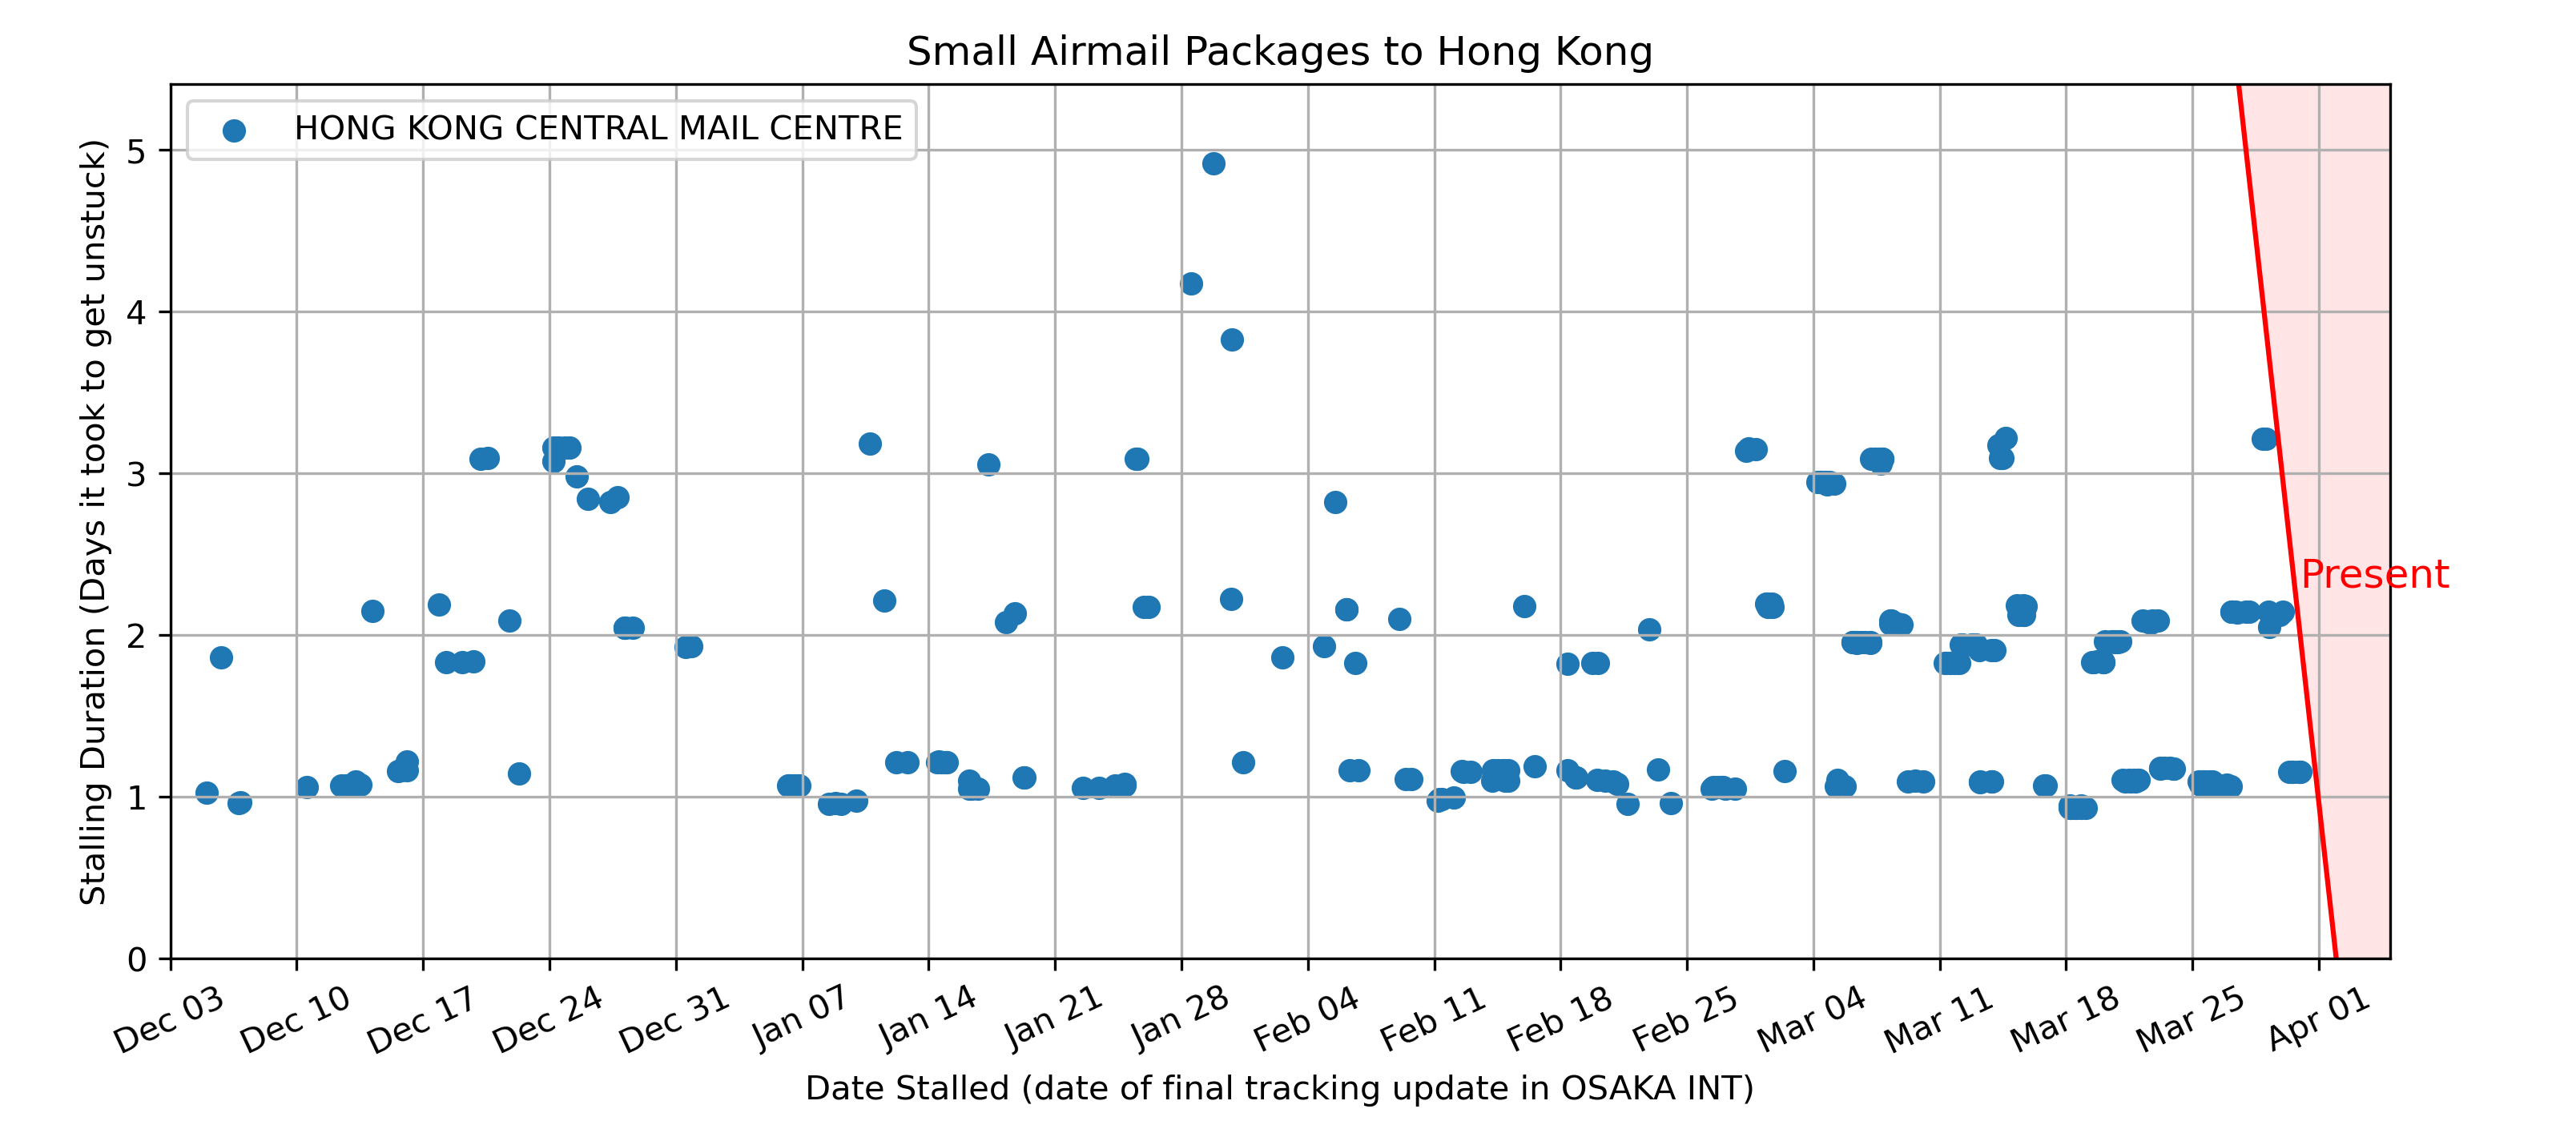 Small Airmail Packages to Hong Kong
HONG KONG CENTRAL MAIL CENTRE
Stalling Duration (Days it took to get unstuck)
5
4
3
2
1
0
Present
Dec 03
Dec 10
Dec 17
Dec 24
Dec 31
Jan 07
Jan 14
Jan 21
Jan 28
Feb 04
Feb 11
Feb 18
Feb 25
Mar 04
Mar 11
Mar 18
Mar 25
Apr 01
Date Stalled (date of final tracking update in OSAKA INT)